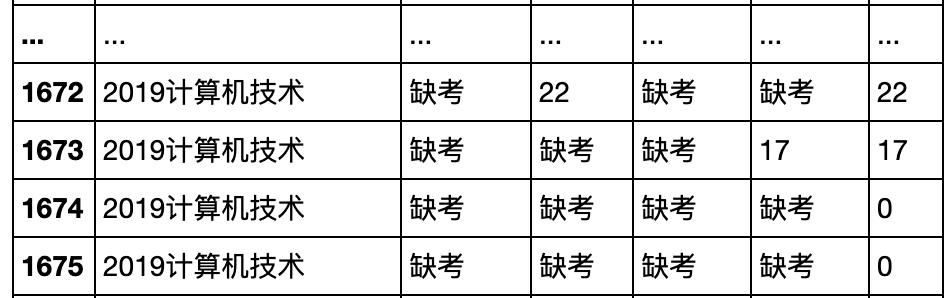 ... ... ... ... ... ... ...
1672 2019计算机技术 缺考 22 缺考 缺考 22
1673 2019计算机技术 缺考 缺考 缺考 17 17
1674 2019计算机技术 缺考 缺考 缺考 缺考 0
1675 2019计算机技术 缺考 缺考 缺考 缺考 0